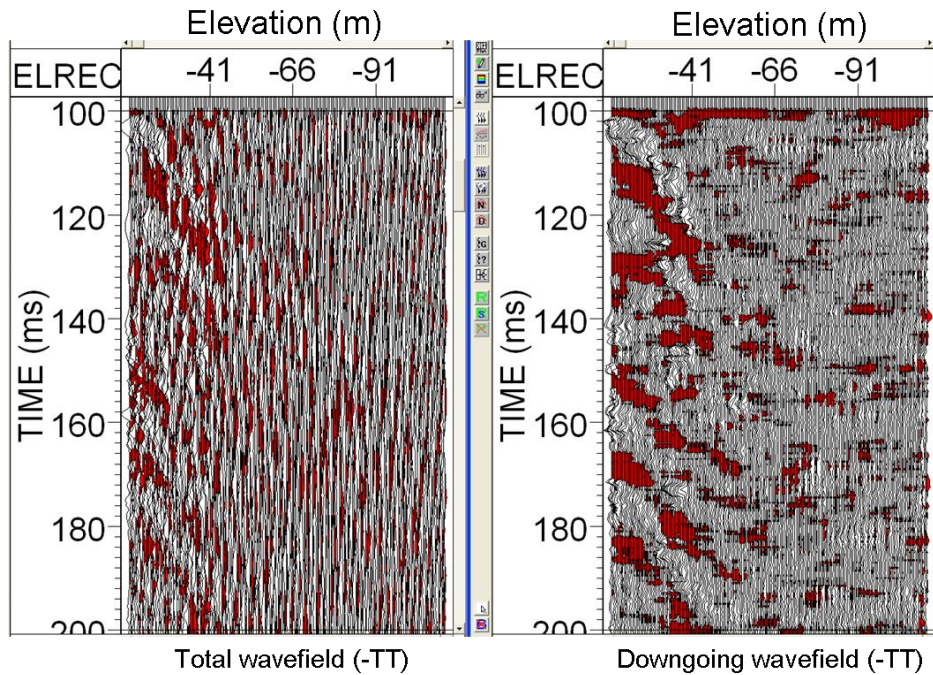 Elevation (m)
ELREC -41 -66 -91
100
120
140
160
180
200
TIME (ms)
Total wavefield (-TT)
N
D
G
?
R
S
B
Elevation (m)
ELREC -41 -66 -91
100
120
140
160
180
200
TIME (ms)
Downgoing wavefield (-TT)